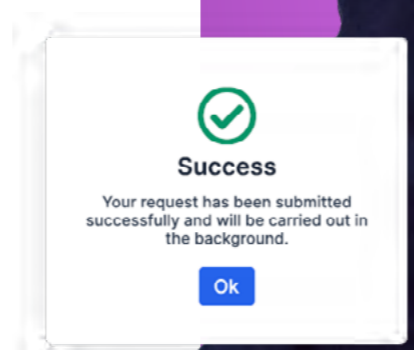 Success
Your request has been submitted
successfully and will be carried out in
the background.
Ok